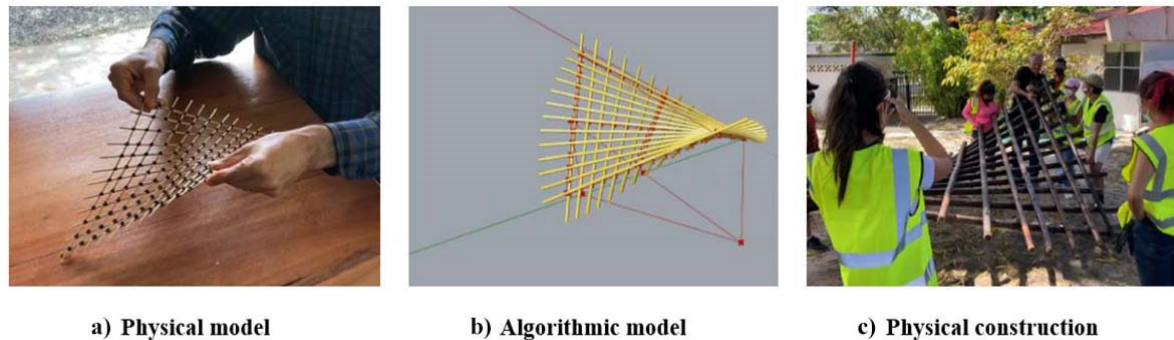 a) Physical model
b) Algorithmic model
c) Physical construction